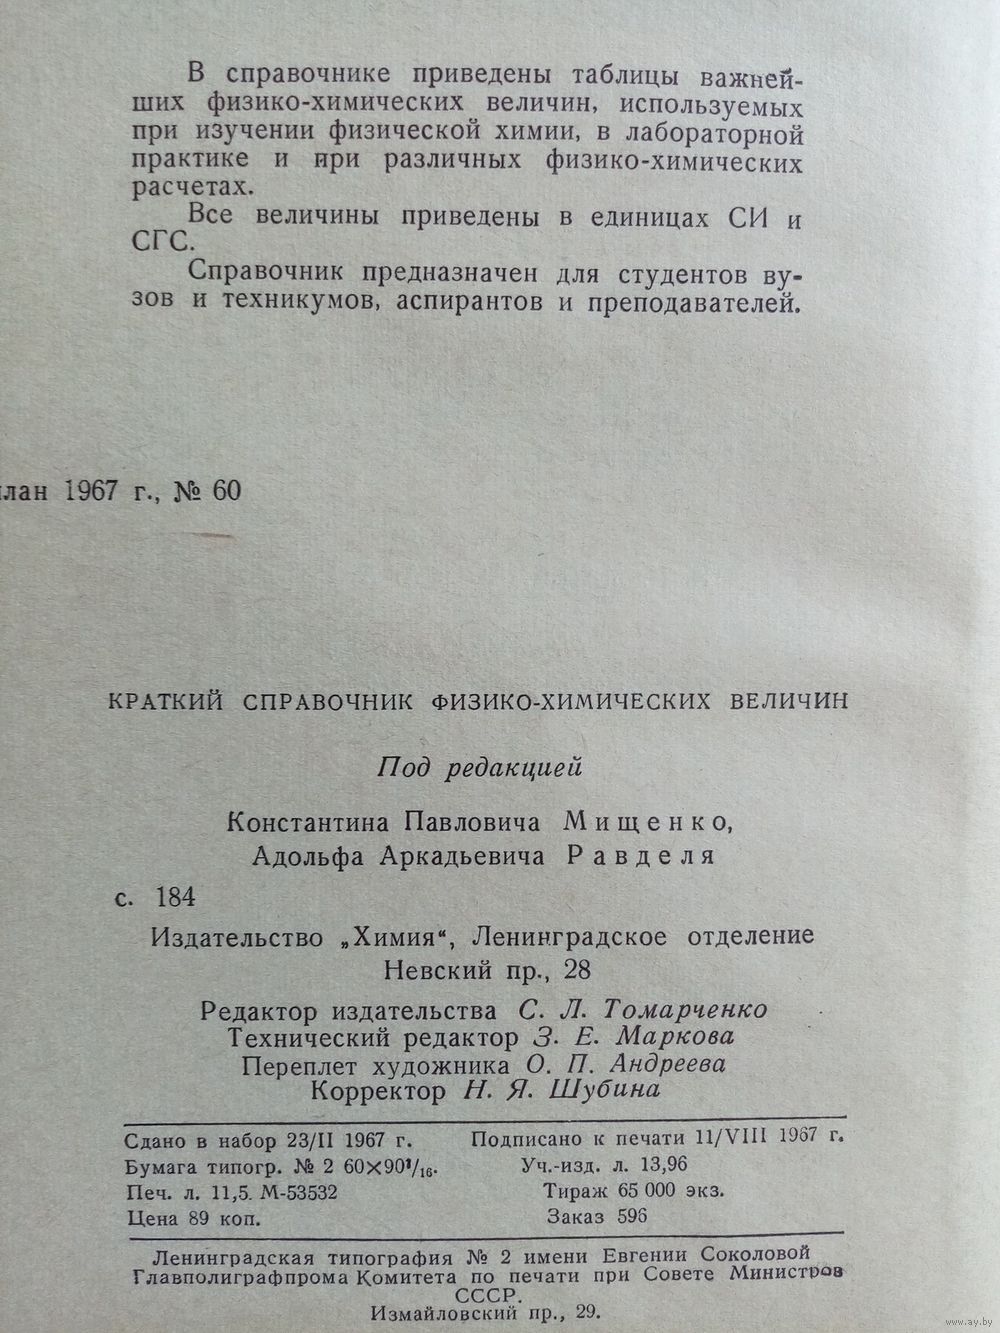 В справочнике приведены таблицы важней-
ших физико-химических величин, используемых
при изучении физической химии, в лабораторной
практике и при различных физико-химических
расчетах.
Все величины приведены в единицах СИ и
СГС.
Справочник предназначен для студентов ву-
зов и техникумов, аспирантов и преподавателей.
лан 1967 г., № 60
КРАТКИЙ СПРАВОЧНИК ФИЗИКО-ХИМИЧЕСКИХ ВЕЛИЧИН
Под редакцией
Константина Павловича Мищенко,
Адольфа Аркадьевича Равделя
с. 184
Издательство „Химия“, Ленинградское отделение
Невский пр., 28
Редактор издательства С. Л. Томарченко
Технический редактор З. Е. Маркова
Переплет художника О. П. Андреева
Корректор Н. Я. Шубина
Сдано в набор 23/II 1967 г. Подписано к печати 11/VIII 1967 г.
Бумага типогр. № 2 60×90¹/₁₆. Уч.-изд. л. 13,96
Печ. л. 11,5. М-53532 Тираж 65 000 экз.
Цена 89 коп. Заказ 596
Ленинградская типография № 2 имени Евгении Соколовой
Главполиграфпрома Комитета по печати при Совете Министров
СССР.
Измайловский пр., 29.
www.ay.by